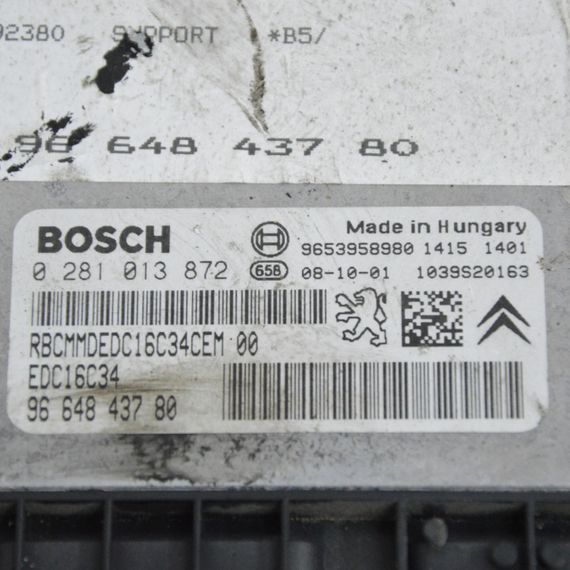 92380 SUPPORT *B5/
96 648 437 80
BOSCH
Made in Hungary
9653958980 1415 1401
0 281 013 872
658 08-10-01 1039S20163
RBCMMDEDC16C34CEM 00
EDC16C34
96 648 437 80